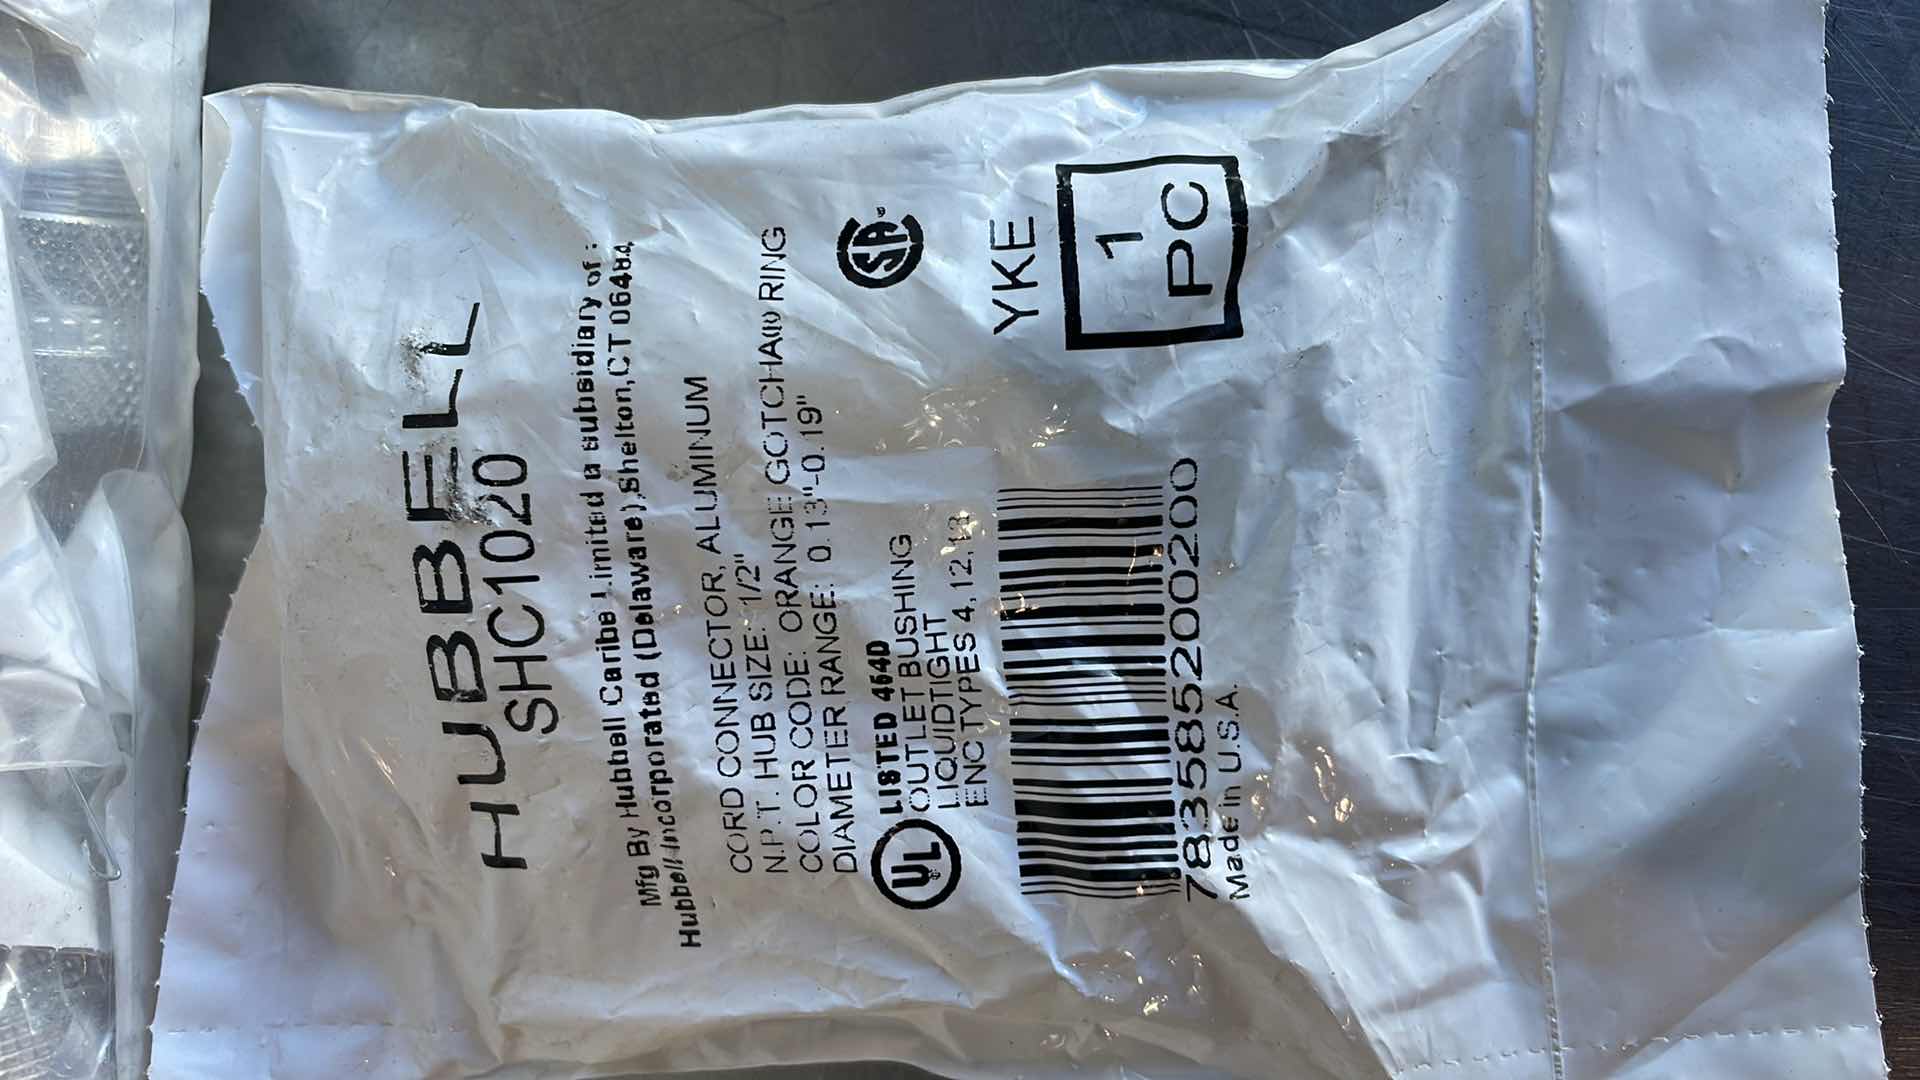 HUBBELL
SHC1020
Mfg By Hubbell Caribe Limited a subsidiary of:
Hubbell Incorporated (Delaware), Shelton, CT 06484
CORD CONNECTOR, ALUMINUM
N.P.T. HUB SIZE: 1/2"
COLOR CODE: ORANGE GOTCHA RING
DIAMETER RANGE: 0.13"-0.19"
UL LISTED 464D
OUTLET BUSHING
LIQUIDTIGHT
ENC TYPES 4, 12, 13
SA
YKE
1
PC
783585200200
Made in U.S.A.